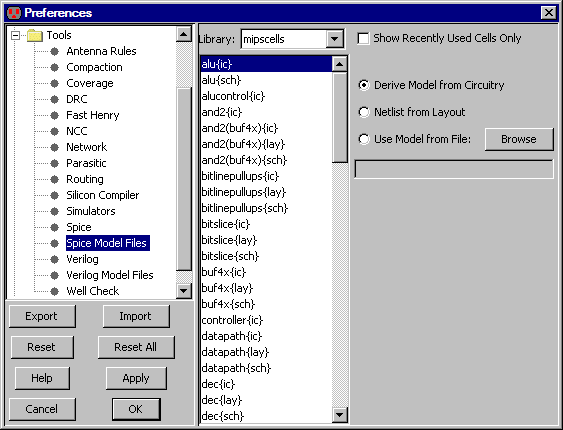 Preferences
Tools
Antenna Rules
Compaction
Coverage
DRC
Fast Henry
NCC
Network
Parasitic
Routing
Silicon Compiler
Simulators
Spice
Spice Model Files
Verilog
Verilog Model Files
Well Check
Export
Import
Reset
Reset All
Help
Apply
Cancel
OK
Library: mipscells
alu{ic}
alu{sch}
alucontrol{ic}
and2{ic}
and2(buf4x){ic}
and2(buf4x){lay}
and2(buf4x){sch}
bitlinepullups{ic}
bitlinepullups{lay}
bitlinepullups{sch}
bitslice{ic}
bitslice{lay}
bitslice{sch}
buf4x{ic}
buf4x{lay}
buf4x{sch}
controller{ic}
datapath{ic}
datapath{lay}
datapath{sch}
dec{ic}
dec{lay}
dec{sch}
Show Recently Used Cells Only
Derive Model from Circuitry
Netlist from Layout
Use Model from File: Browse